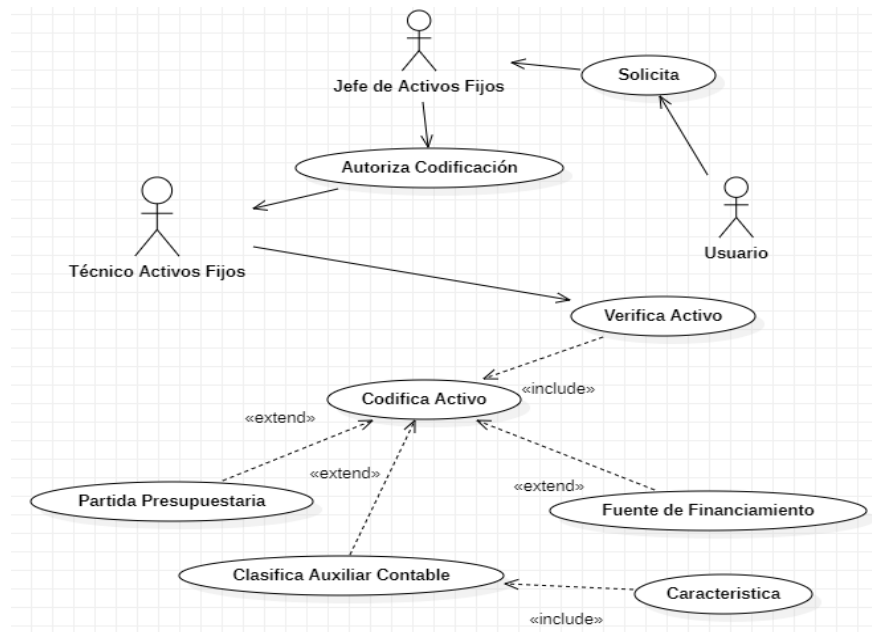 Jefe de Activos Fijos
Solicita
Autoriza Codificación
Técnico Activos Fijos
Usuario
Verifica Activo
«include»
Codifica Activo
«extend»
«extend»
«extend»
Partida Presupuestaria
Fuente de Financiamiento
Clasifica Auxiliar Contable
Caracteristica
«include»